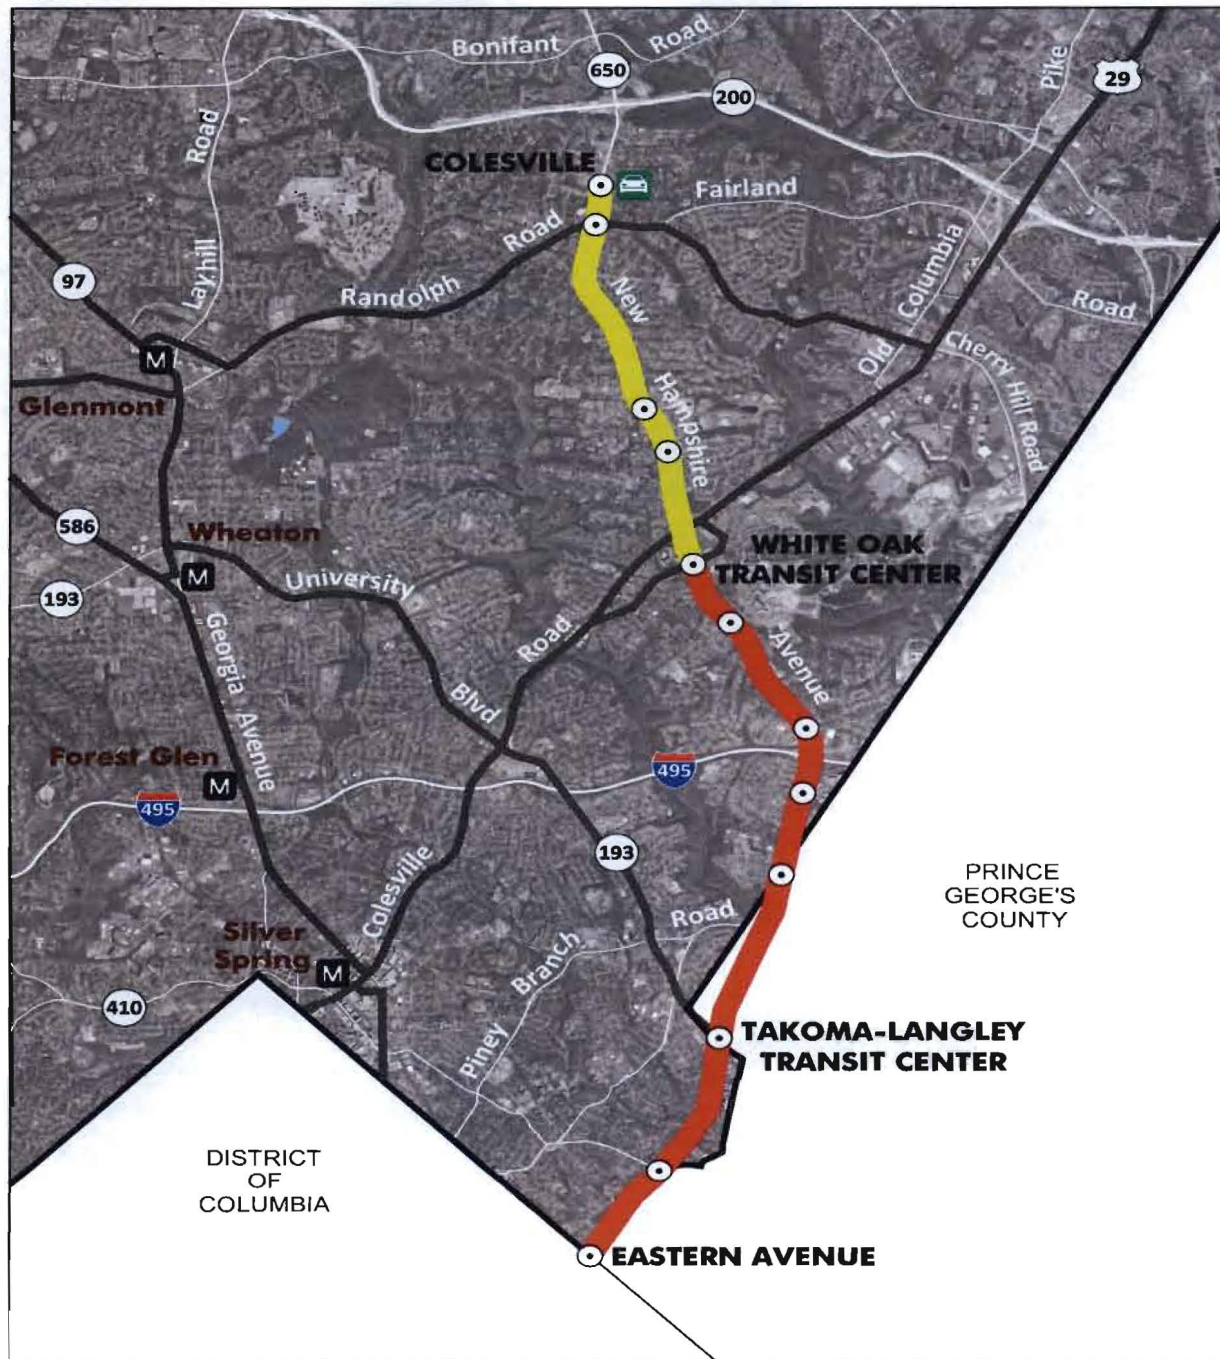 Bonifant Road
650
200
29
Pike
Road
COLESVILLE
Fairland
Road
Layhill
97
Randolph
New
Columbia
Old
Road
Cherry Hill Road
M
Glenmont
Hampshire
586
Wheaton
M
193
University
WHITE OAK
TRANSIT CENTER
Road
Georgia
Avenue
Blvd
Avenue
Forest Glen
M
495
495
193
Colesville
PRINCE
GEORGE'S
COUNTY
Road
Branch
Piney
Silver
Spring
M
410
TAKOMA-LANGLEY
TRANSIT CENTER
DISTRICT
OF
COLUMBIA
EASTERN AVENUE